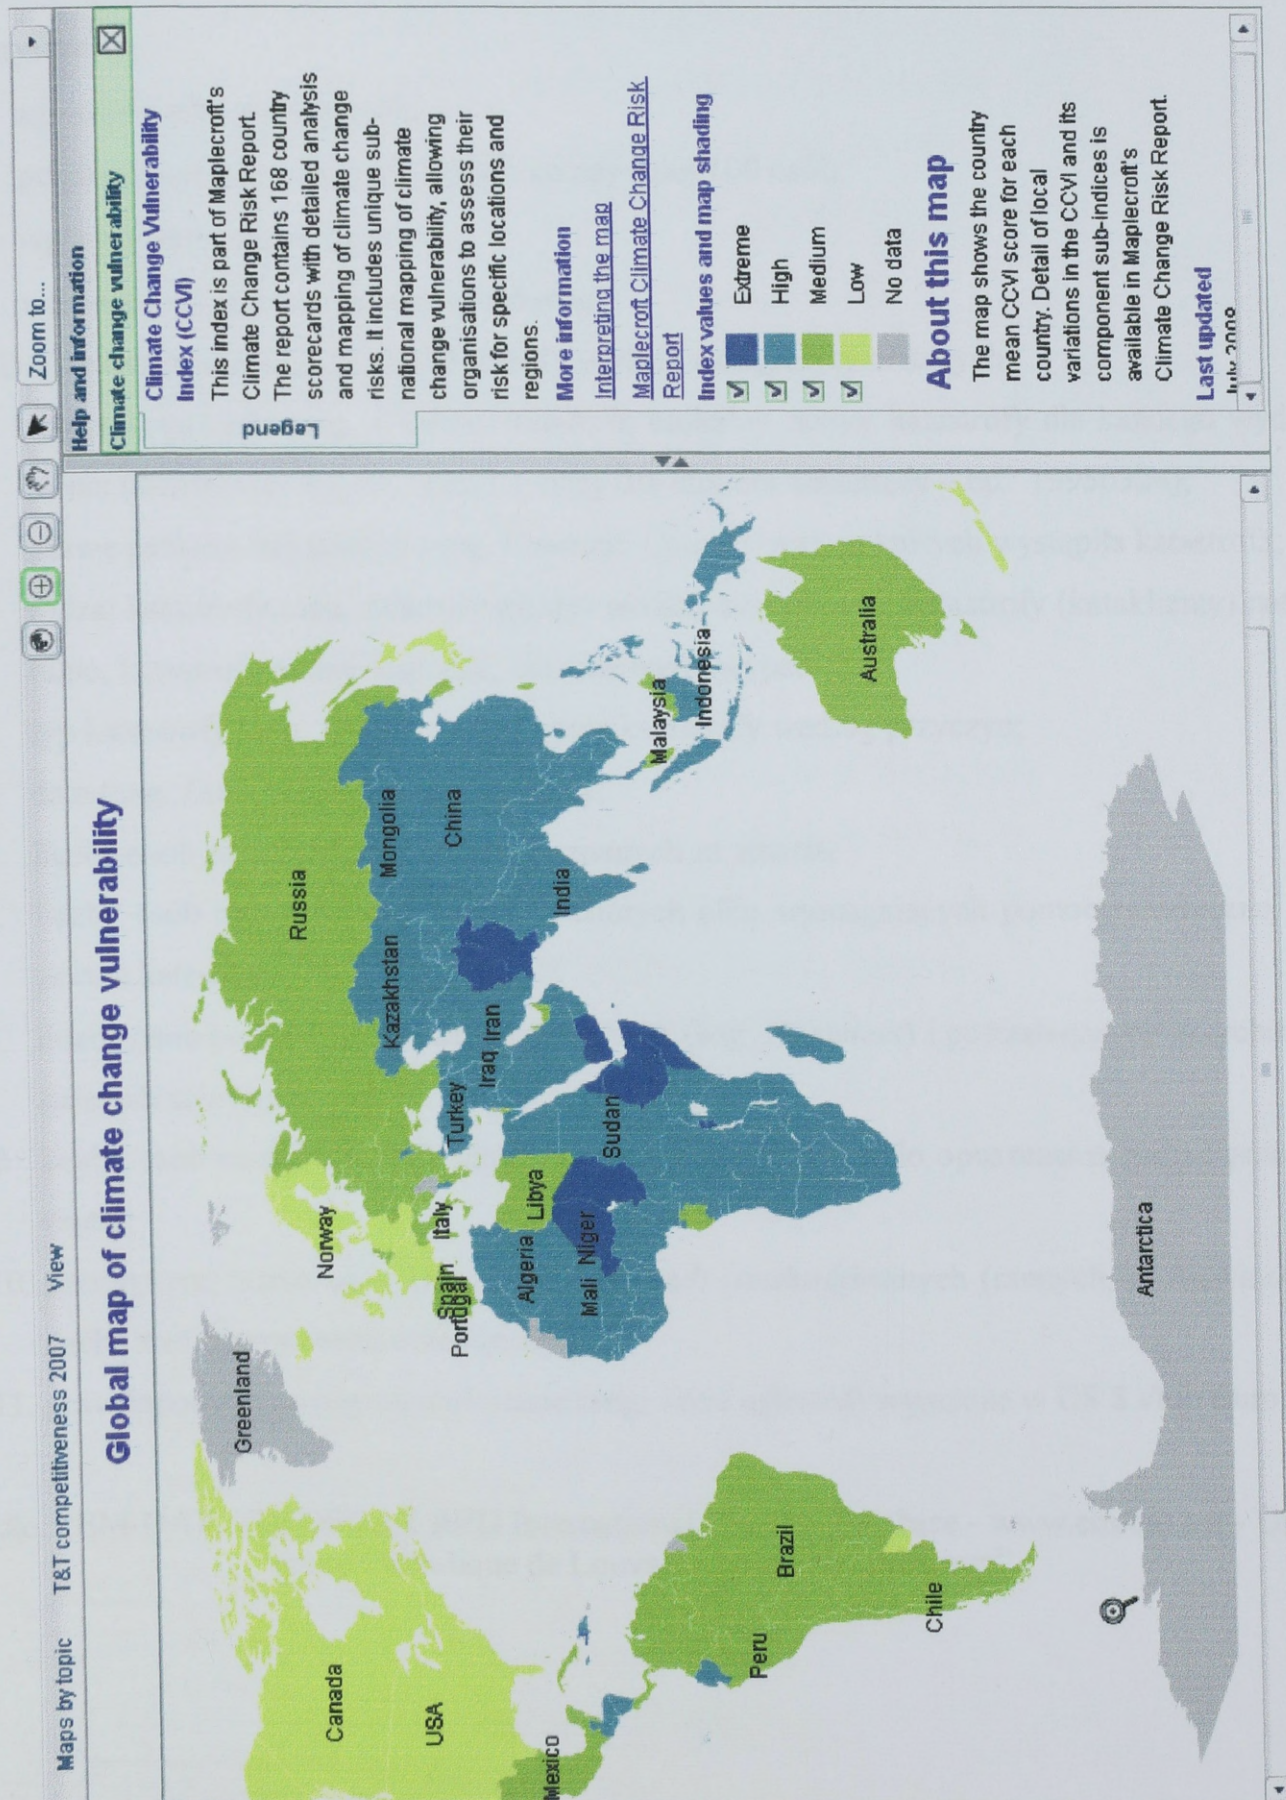 Maps by topic
T&T competitiveness 2007
View
Zoom to...
Global map of climate change vulnerability
Greenland
Canada
USA
Mexico
Norway
Russia
Italy
Spain
Portugal
Turkey
Kazakhstan
Mongolia
China
Iraq
Iran
India
Algeria
Libya
Mali
Niger
Sudan
Malaysia
Indonesia
Australia
Peru
Brazil
Chile
Antarctica
Help and information
Climate change vulnerability
Legend
Climate Change Vulnerability
Index (CCVI)
This index is part of Maplecroft's
Climate Change Risk Report.
The report contains 168 country
scorecards with detailed analysis
and mapping of climate change
risks. It includes unique sub-
national mapping of climate
change vulnerability, allowing
organisations to assess their
risk for specific locations and
regions.
More information
Interpreting the map
Maplecroft Climate Change Risk
Report
Index values and map shading
Extreme
High
Medium
Low
No data
About this map
The map shows the country
mean CCVI score for each
country. Detail of local
variations in the CCVI and its
component sub-indices is
available in Maplecroft's
Climate Change Risk Report.
Last updated
July 2008